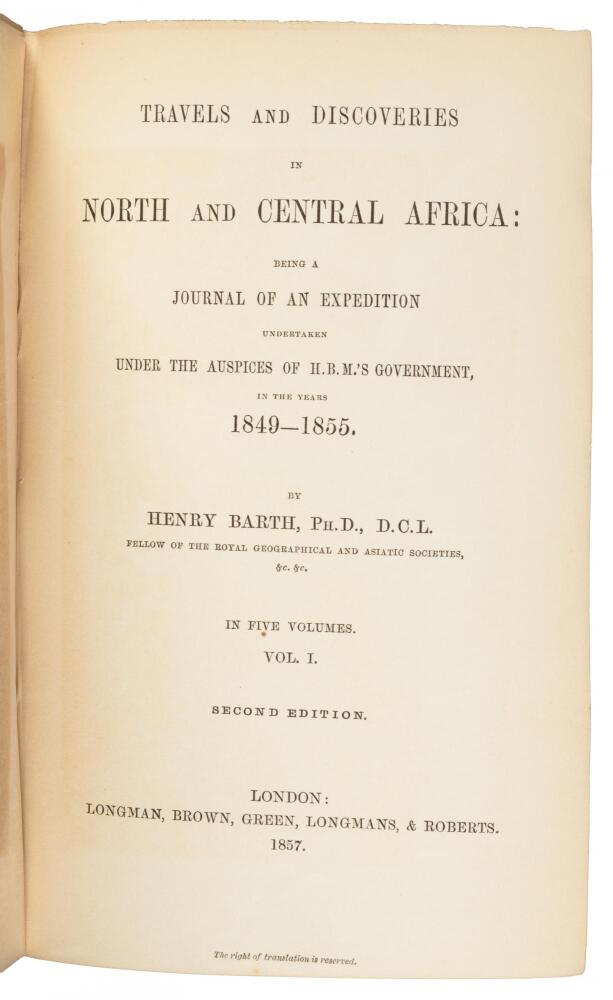 TRAVELS AND DISCOVERIES
IN
NORTH AND CENTRAL AFRICA:
BEING A
JOURNAL OF AN EXPEDITION
UNDERTAKEN
UNDER THE AUSPICES OF H.B.M.'S GOVERNMENT,
IN THE YEARS
1849—1855.
BY
HENRY BARTH, PH.D., D.C.L.
FELLOW OF THE ROYAL GEOGRAPHICAL AND ASIATIC SOCIETIES,
&c. &c.
IN FIVE VOLUMES.
VOL. I.
SECOND EDITION.
LONDON:
LONGMAN, BROWN, GREEN, LONGMANS, & ROBERTS.
1857.
The right of translation is reserved.